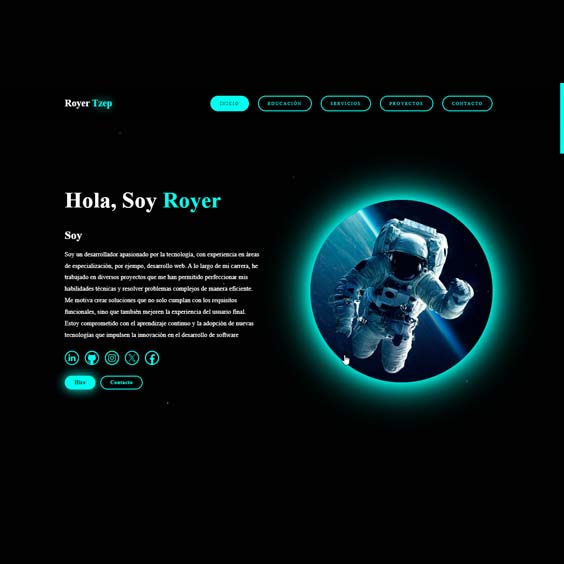 Royer Tzep
INICIO
EDUCACIÓN
SERVICIOS
PROYECTOS
CONTACTO
Hola, Soy Royer
Soy
Soy un desarrollador apasionado por la tecnología, con experiencia en áreas
de especialización, por ejempo, desarrollo web. A lo largo de mi carrera, he
trabajado en diversos proyectos que me han permitido perfeccionar mis
habilidades técnicas y resolver problemas complejos de manera eficiente.
Me motiva crear soluciones que no solo cumplan con los requisitos
funcionales, sino que también mejoren la experiencia del usuario final.
Estoy comprometido con el aprendizaje continuo y la adopción de nuevas
tecnologías que impulsen la innovación en el desarrollo de software
in
X
f
Hire
Contacto